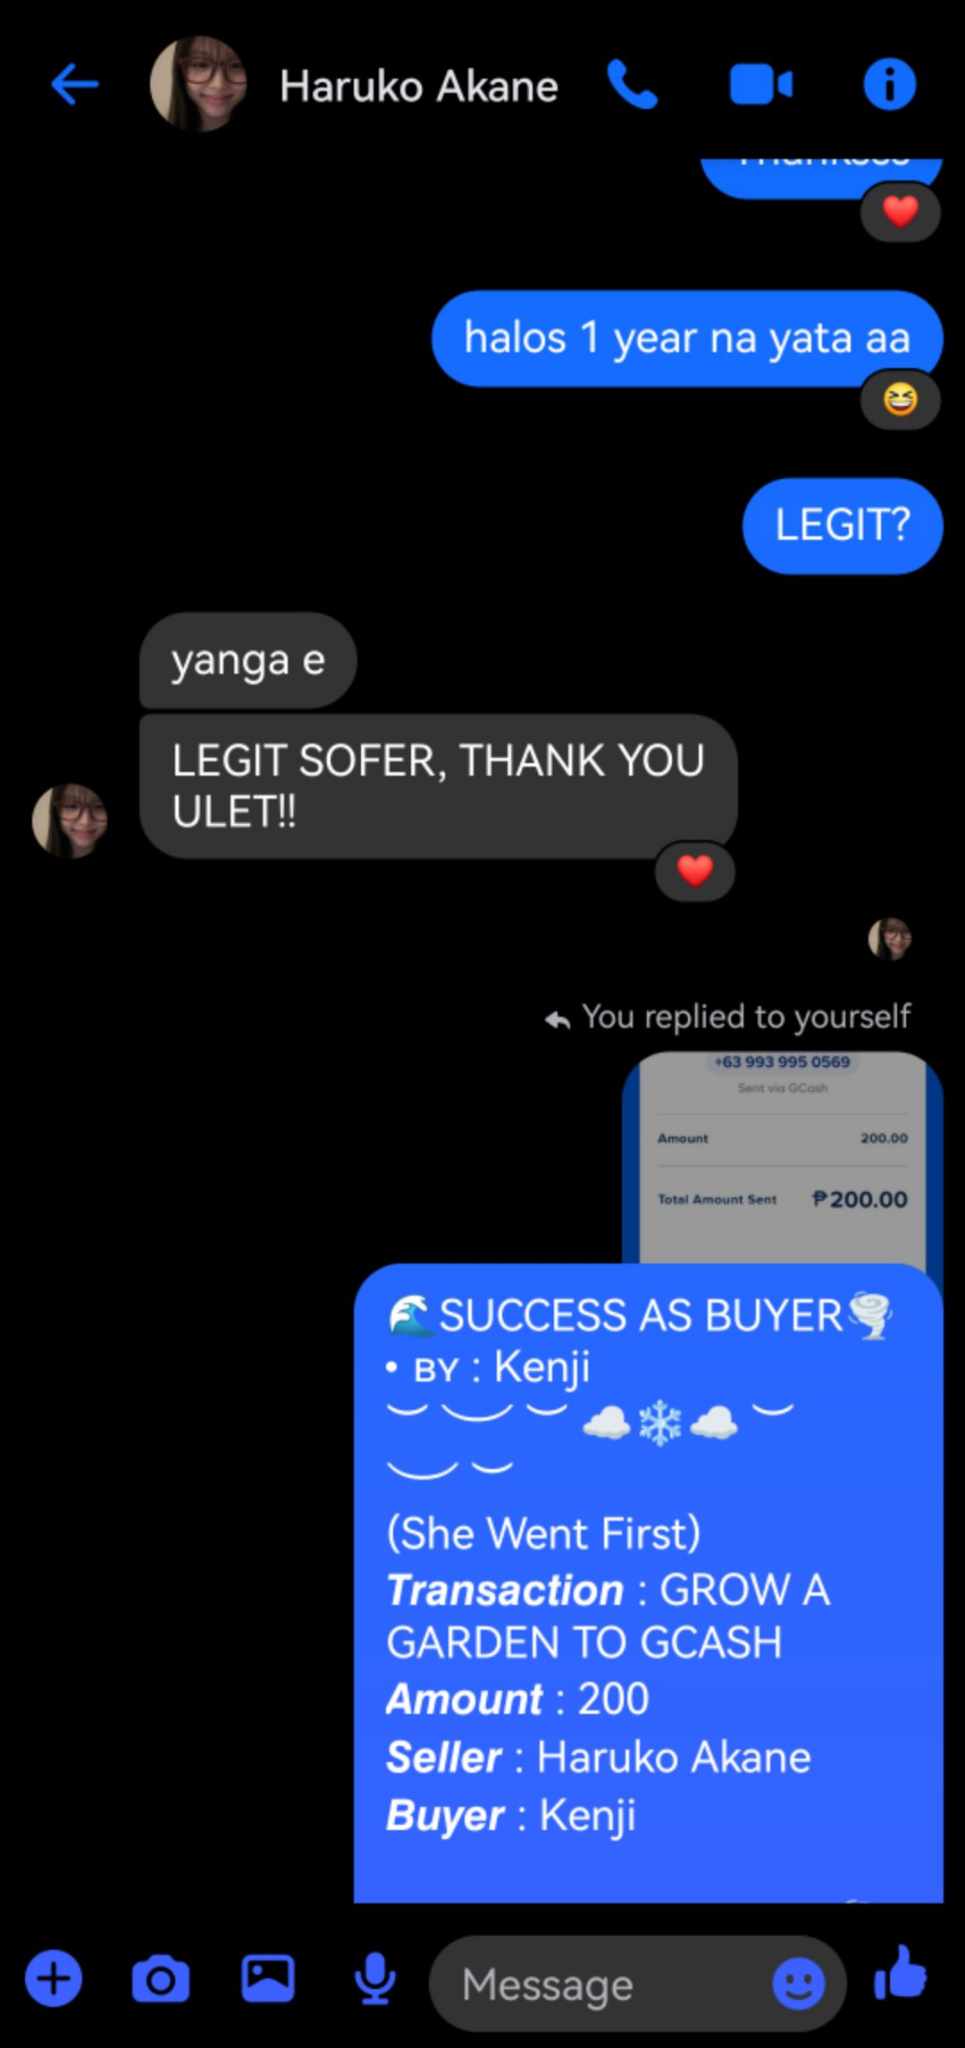 Haruko Akane
Thanksss
halos 1 year na yata aa
LEGIT?
yanga e
LEGIT SOFER, THANK YOU
ULET!!
You replied to yourself
+63 993 995 0569
Sent via GCash
Amount 200.00
Total Amount Sent ₱200.00
🌊SUCCESS AS BUYER🌪️
• ʙʏ : Kenji
︶ ︶ ︶ ☁️❄️☁️ ︶
︶ ︶
(She Went First)
Transaction : GROW A
GARDEN TO GCASH
Amount : 200
Seller : Haruko Akane
Buyer : Kenji
Message